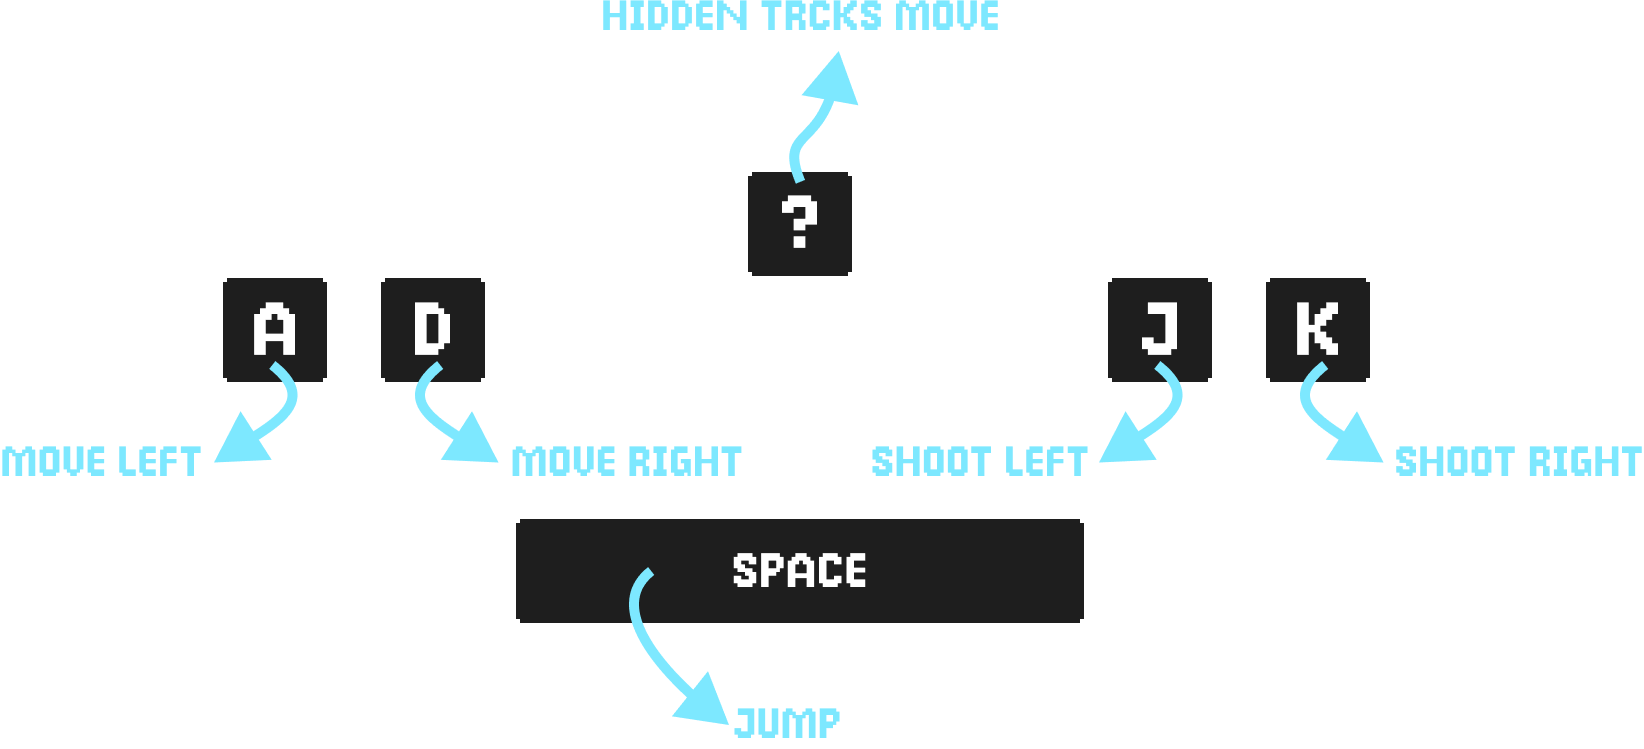 HIDDEN TRCKS MOVE
?
A D J K
MOVE LEFT MOVE RIGHT SHOOT LEFT SHOOT RIGHT
SPACE
JUMP